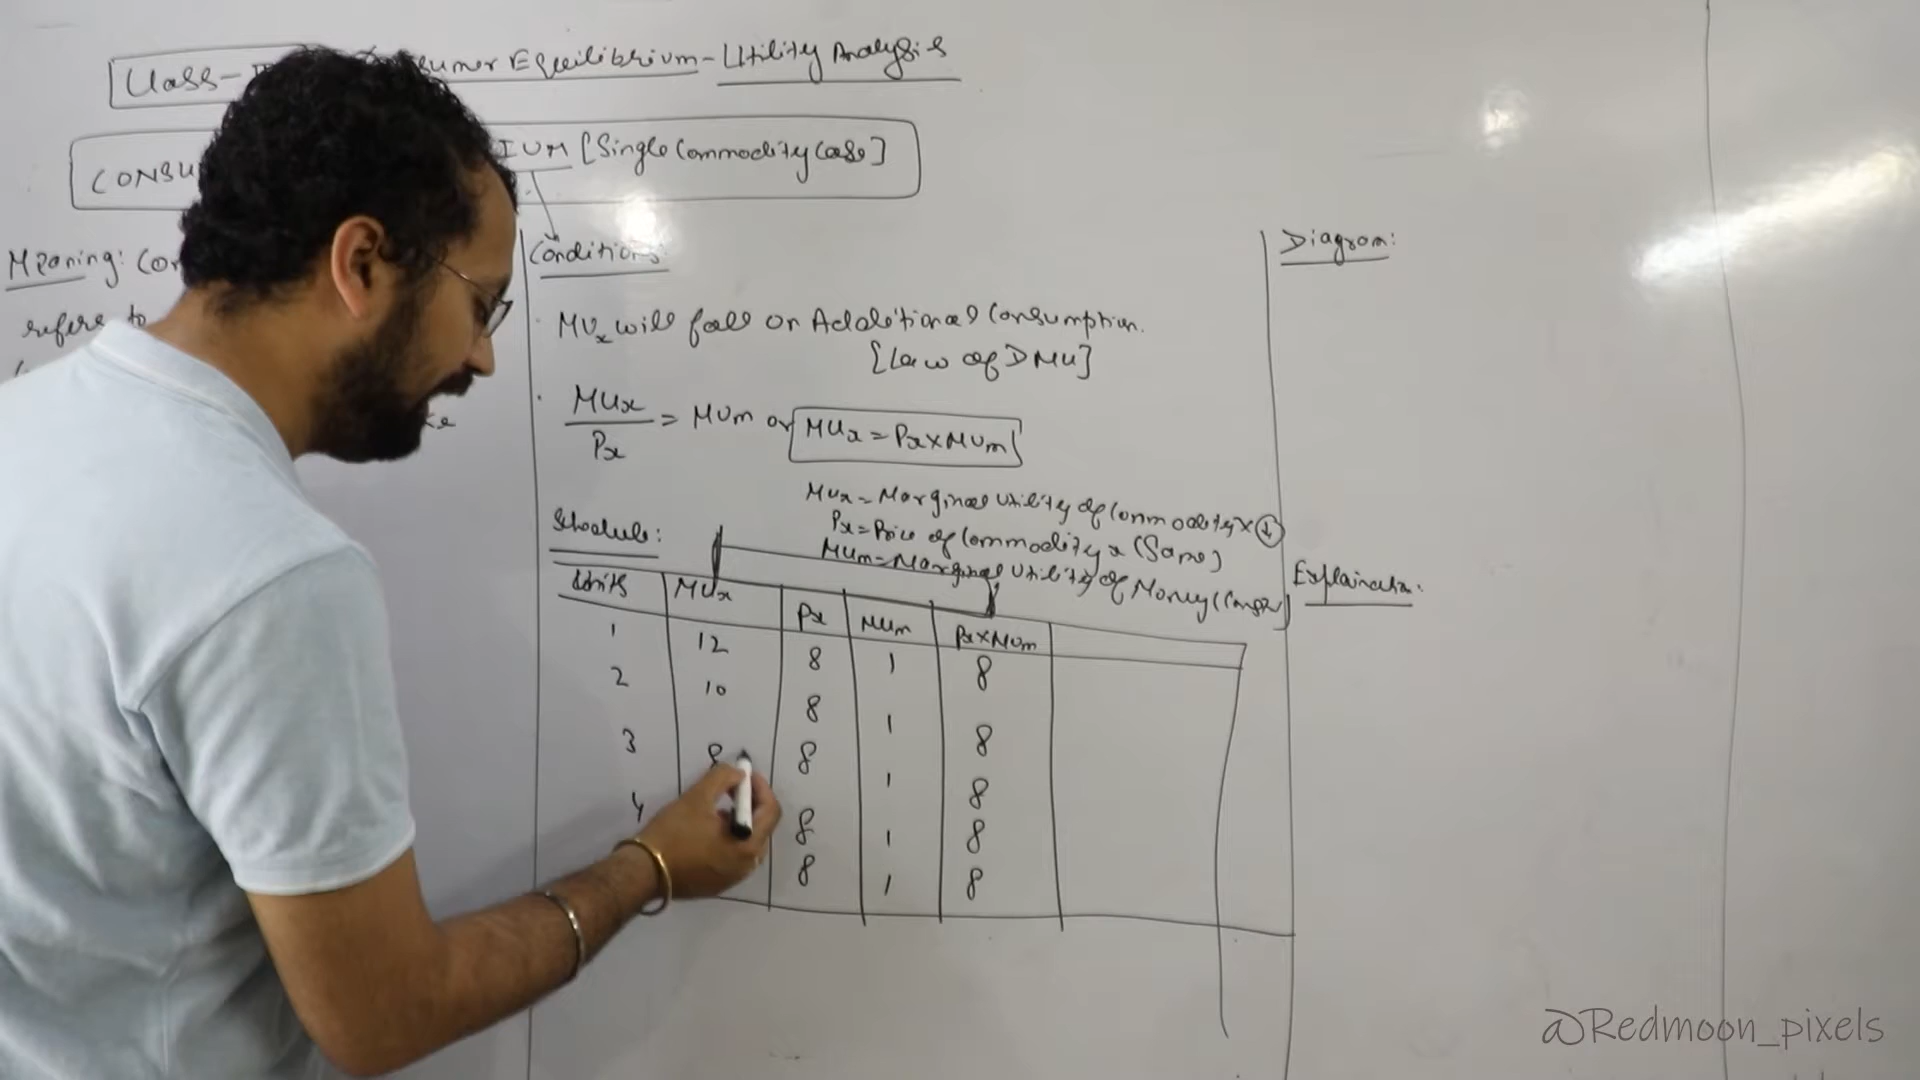 Class- Consumer Equilibrium - Utility Analysis
CONSU IUM [Single Commodity Case]
Meaning: Con
refers to
Conditions:
MUx will fall on Additional Consumption.
[Law of DMU]
MUx/Px = MUm or MUx = Px × MUm
MUx = Marginal Utility of Commodity x ↓
Px = Price of Commodity x (Same)
MUm = Marginal Utility of Money (Const)
Schedule:
Units MUx Px MUm Px×MUm
1 12 8 1 8
2 10 8 1 8
3 8 8 1 8
4 8 1 8
8 1 8
Diagram:
Explanation:
@Redmoon_pixels